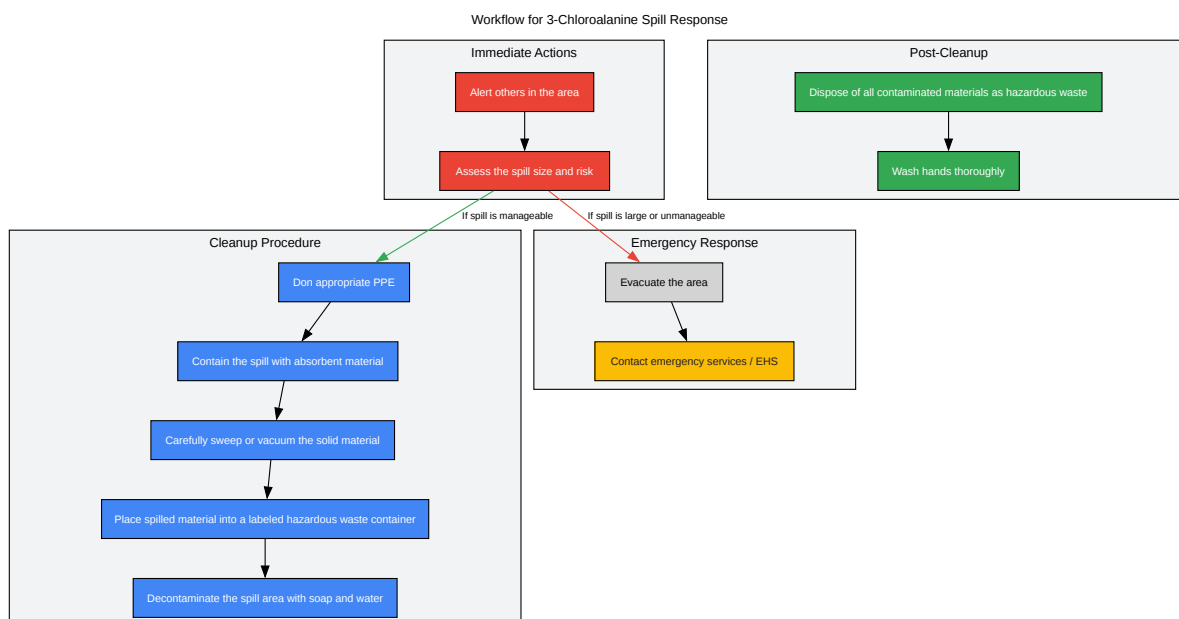 Workflow for 3-Chloroalanine Spill Response
Immediate Actions
Alert others in the area
Assess the spill size and risk
Post-Cleanup
Dispose of all contaminated materials as hazardous waste
Wash hands thoroughly
If spill is manageable
If spill is large or unmanageable
Cleanup Procedure
Don appropriate PPE
Contain the spill with absorbent material
Carefully sweep or vacuum the solid material
Place spilled material into a labeled hazardous waste container
Decontaminate the spill area with soap and water
Emergency Response
Evacuate the area
Contact emergency services / EHS